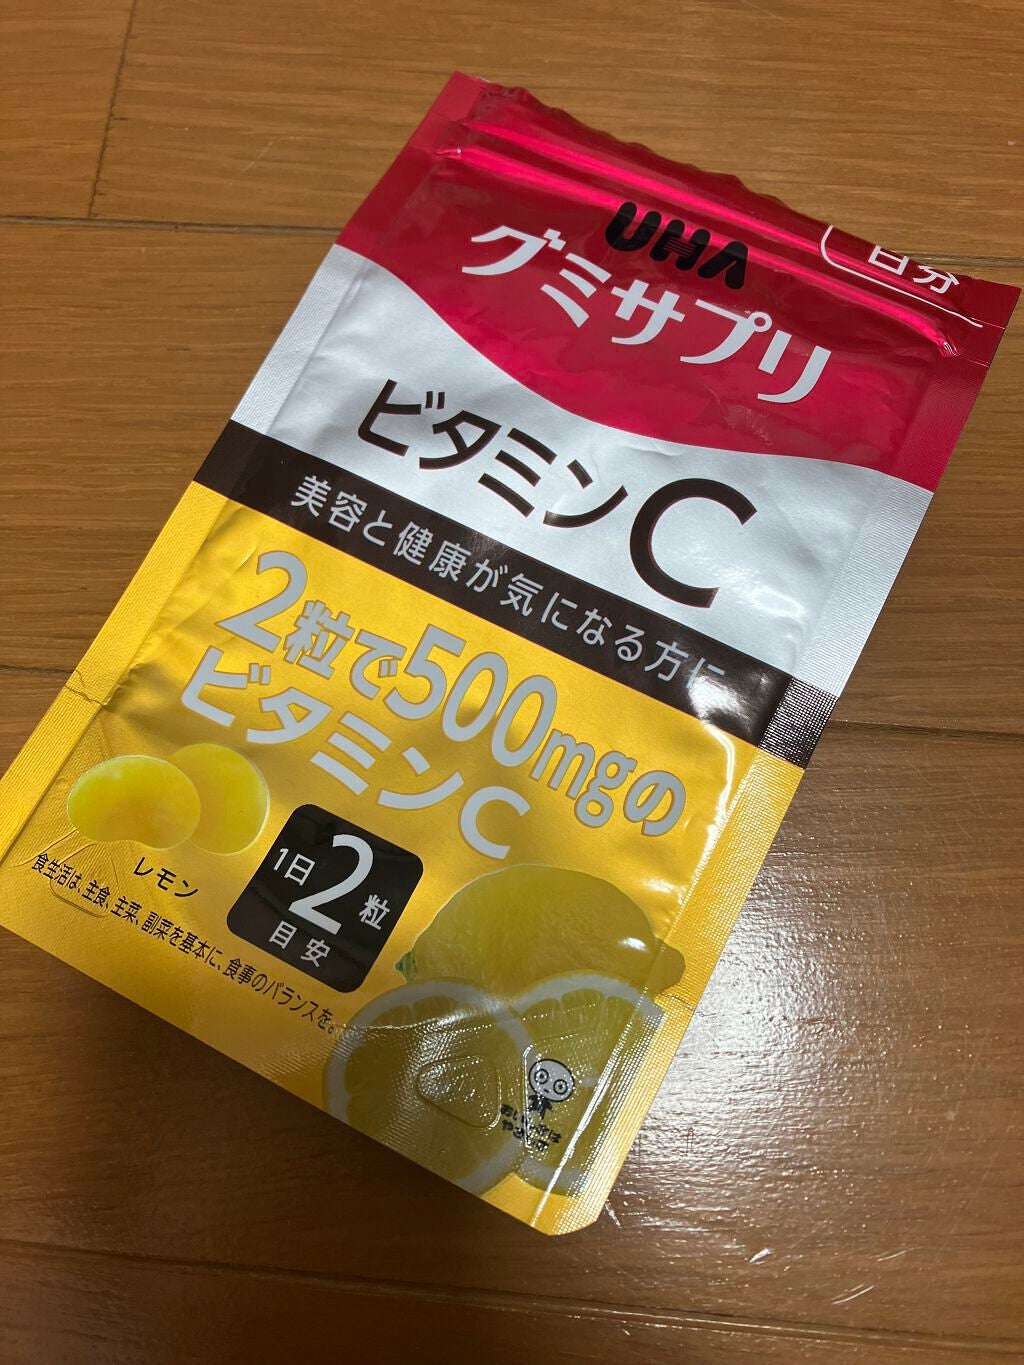 UHA
日分
グミサプリ
ビタミンC
美容と健康が気になる方に
2粒で500mgの
ビタミンC
レモン
1日2粒
目安
食生活は、主食、主菜、副菜を基本に、食事のバランスを。